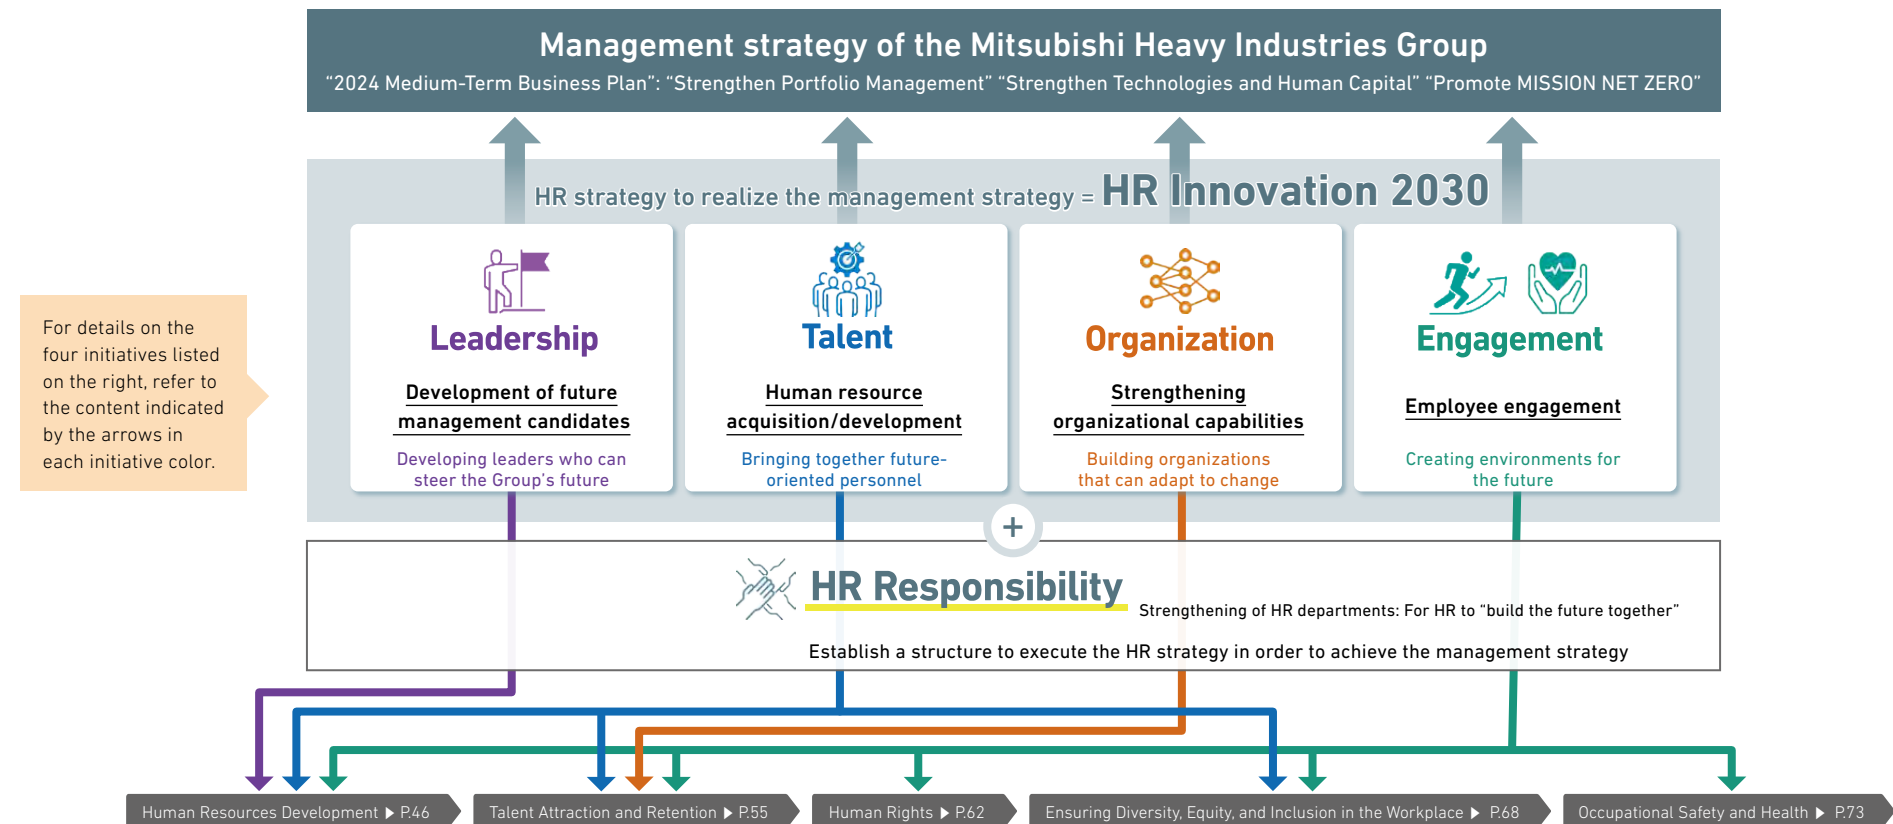 Management strategy of the Mitsubishi Heavy Industries Group
“2024 Medium-Term Business Plan”: “Strengthen Portfolio Management” “Strengthen Technologies and Human Capital” “Promote MISSION NET ZERO”
HR strategy to realize the management strategy = HR Innovation 2030
For details on the
four initiatives listed
on the right, refer to
the content indicated
by the arrows in
each initiative color.
Leadership
Development of future
management candidates
Developing leaders who can
steer the Group’s future
Talent
Human resource
acquisition/development
Bringing together future-
oriented personnel
Organization
Strengthening
organizational capabilities
Building organizations
that can adapt to change
Engagement
Employee engagement
Creating environments for
the future
+
HR Responsibility
Strengthening of HR departments: For HR to “build the future together”
Establish a structure to execute the HR strategy in order to achieve the management strategy
Human Resources Development ▶ P.46
Talent Attraction and Retention ▶ P.55
Human Rights ▶ P.62
Ensuring Diversity, Equity, and Inclusion in the Workplace ▶ P.68
Occupational Safety and Health ▶ P.73